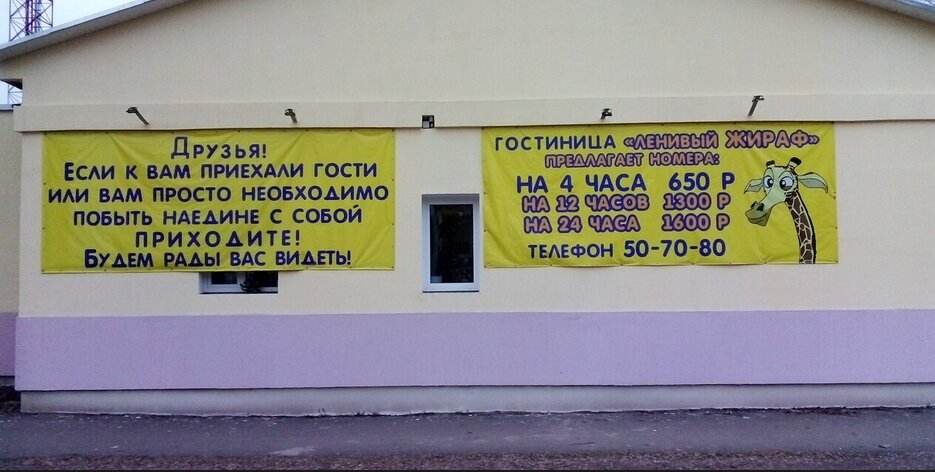 Друзья!
Если к вам приехали гости
или вам просто необходимо
побыть наедине с собой
приходите!
Будем рады вас видеть!
гостиница «Ленивый Жираф»
предлагает номера:
на 4 часа 650 р
на 12 часов 1300 р
на 24 часа 1600 р
телефон 50-70-80